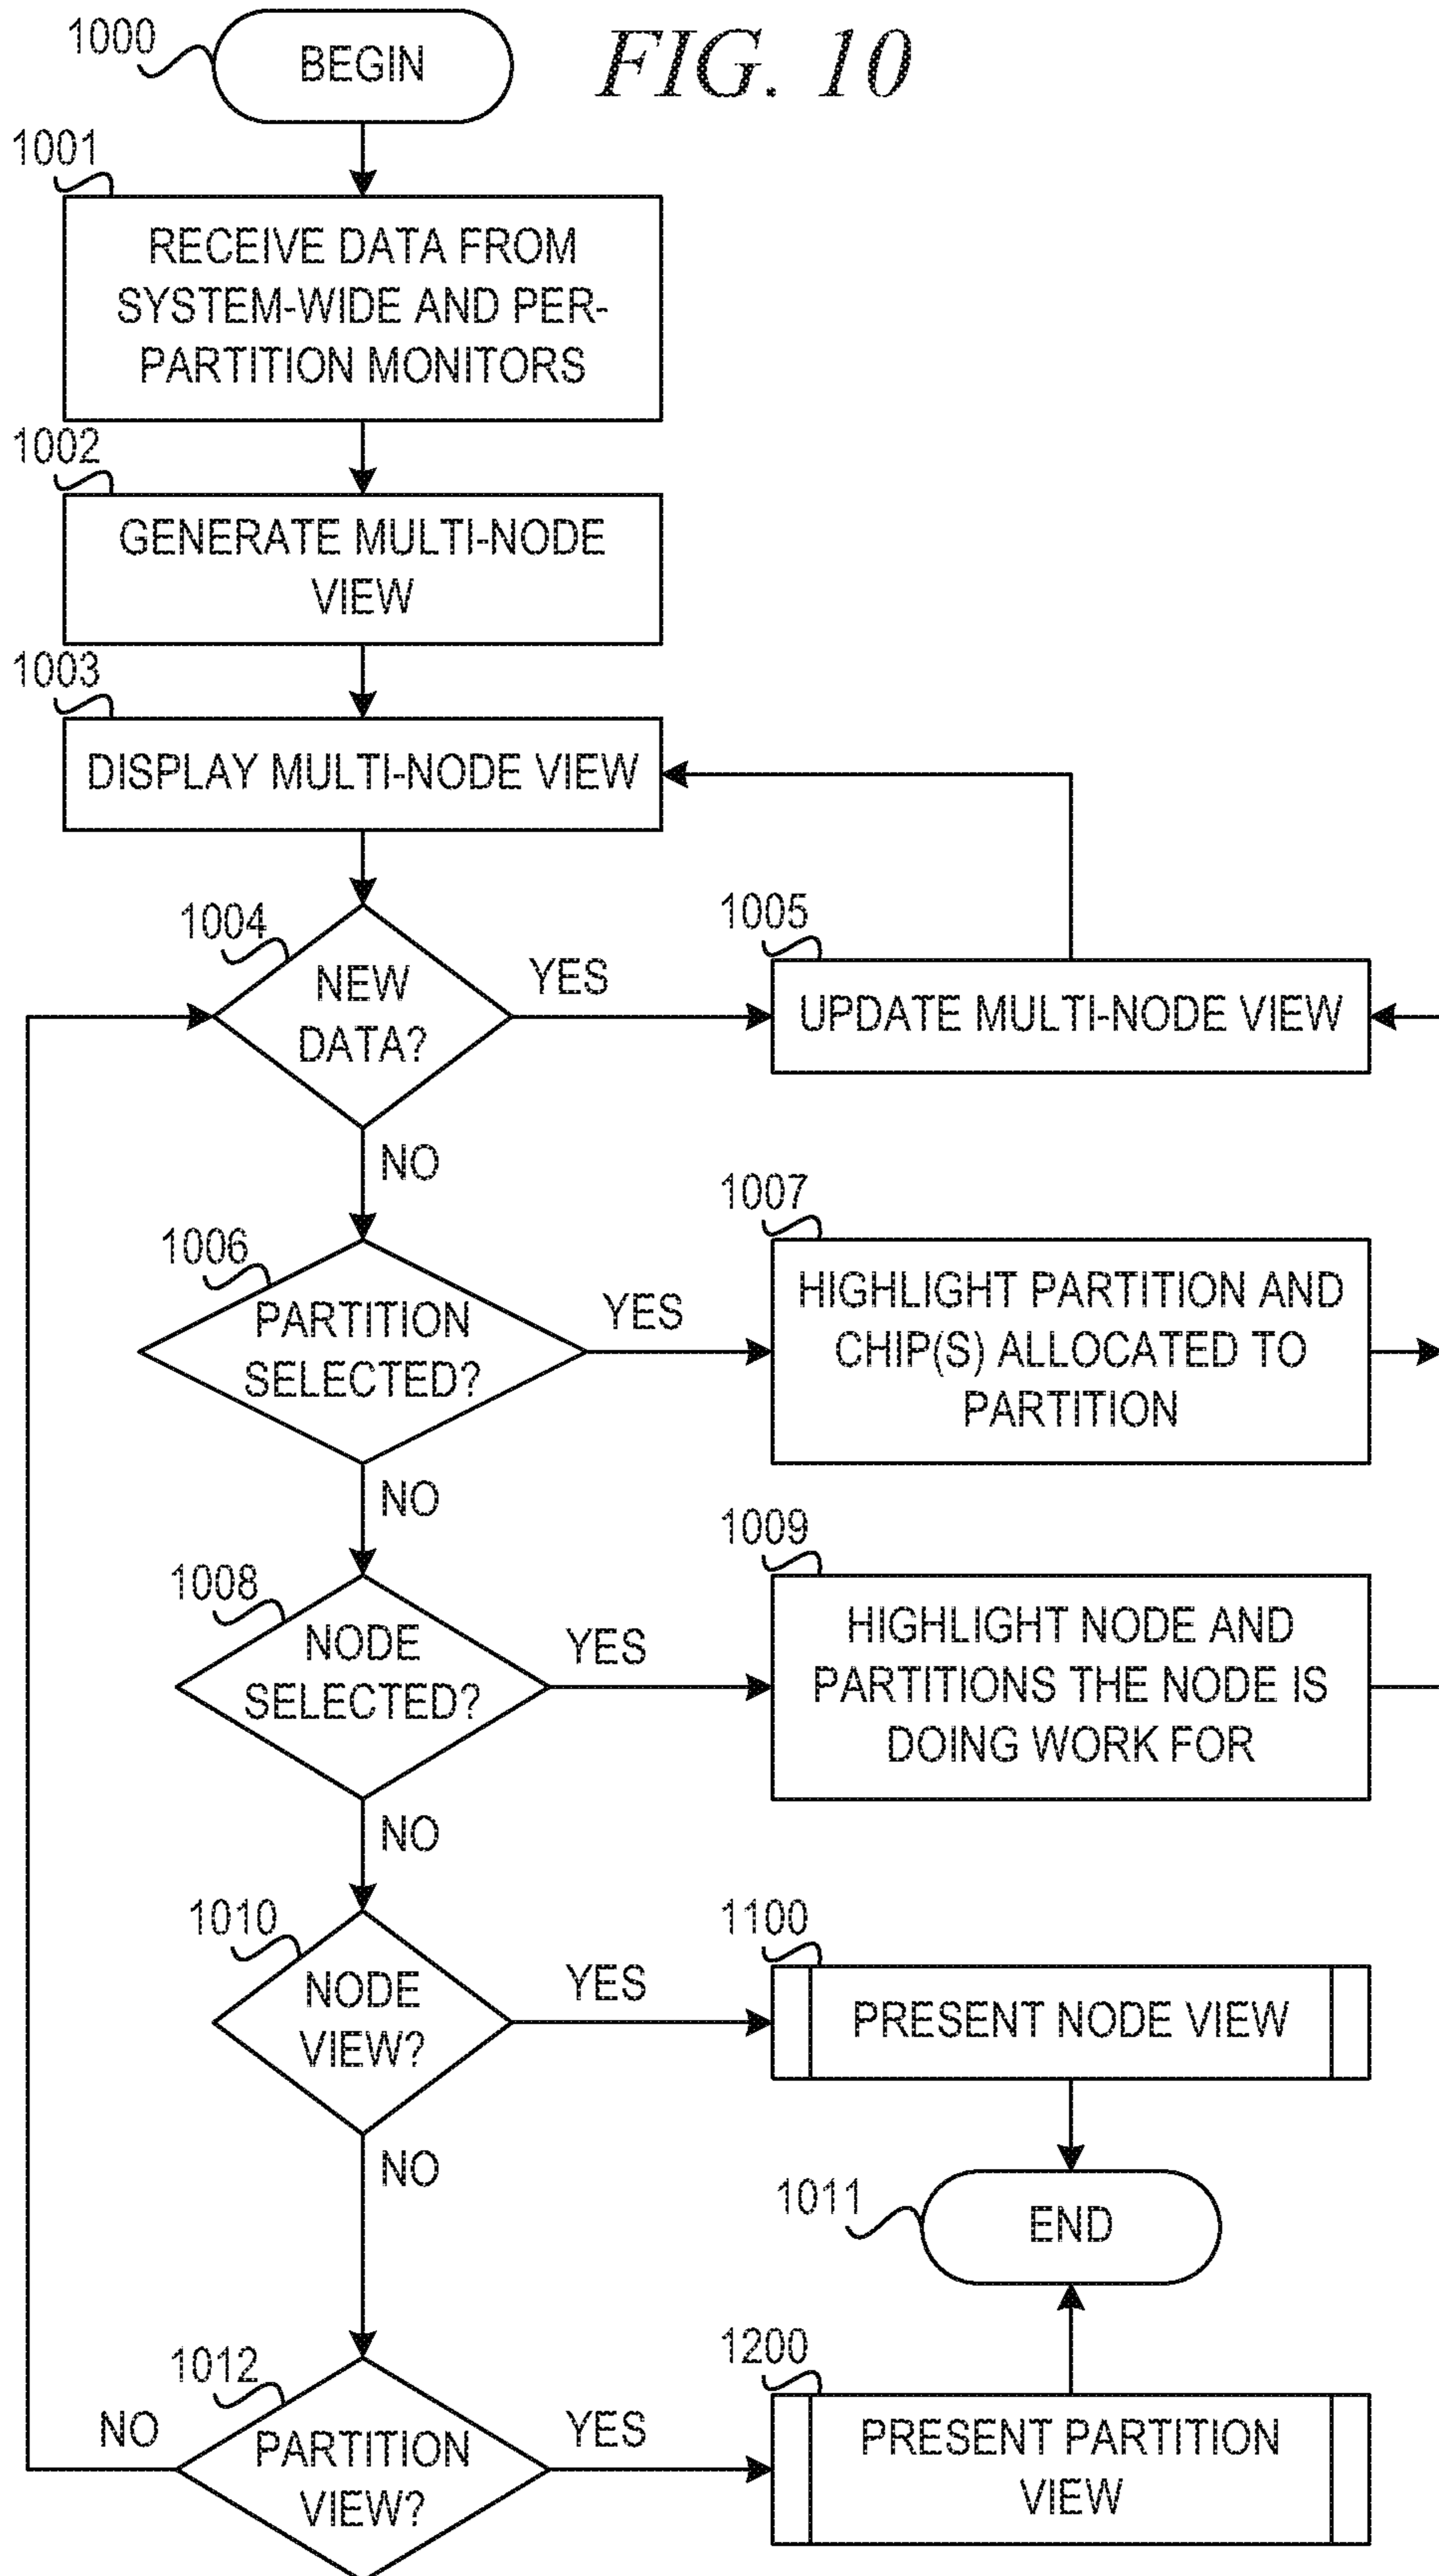 1000
BEGIN
FIG. 10
1001
RECEIVE DATA FROM
SYSTEM-WIDE AND PER-
PARTITION MONITORS
1002
GENERATE MULTI-NODE
VIEW
1003
DISPLAY MULTI-NODE VIEW
1004
NEW
DATA?
YES
1005
UPDATE MULTI-NODE VIEW
NO
1006
PARTITION
SELECTED?
YES
1007
HIGHLIGHT PARTITION AND
CHIP(S) ALLOCATED TO
PARTITION
NO
1008
NODE
SELECTED?
YES
1009
HIGHLIGHT NODE AND
PARTITIONS THE NODE IS
DOING WORK FOR
NO
1010
NODE
VIEW?
YES
1100
PRESENT NODE VIEW
NO
1011
END
1012
NO
PARTITION
VIEW?
YES
1200
PRESENT PARTITION
VIEW